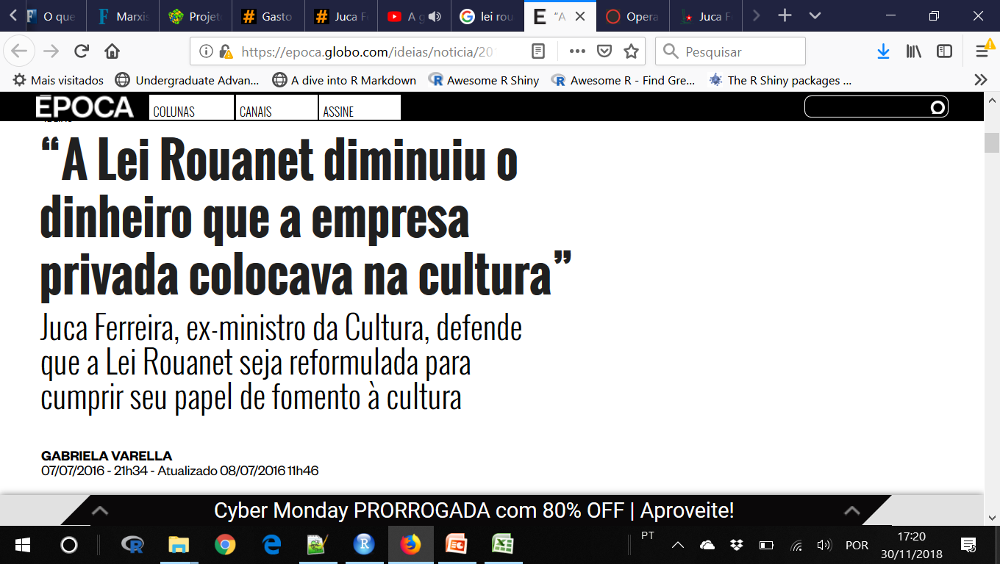 O que
Marxis
Projet
Gasto
Juca F
A g
lei rou
"A
Opera
Juca F
https://epoca.globo.com/ideias/noticia/20
Pesquisar
Mais visitados
Undergraduate Advan...
A dive into R Markdown
Awesome R Shiny
Awesome R - Find Gre...
The R Shiny packages ...
ÉPOCA
COLUNAS
CANAIS
ASSINE
“A Lei Rouanet diminuiu o
dinheiro que a empresa
privada colocava na cultura”
Juca Ferreira, ex-ministro da Cultura, defende
que a Lei Rouanet seja reformulada para
cumprir seu papel de fomento à cultura
GABRIELA VARELLA
07/07/2016 - 21h34 - Atualizado 08/07/2016 11h46
Cyber Monday PRORROGADA com 80% OFF | Aproveite!
PT
POR
17:20
30/11/2018